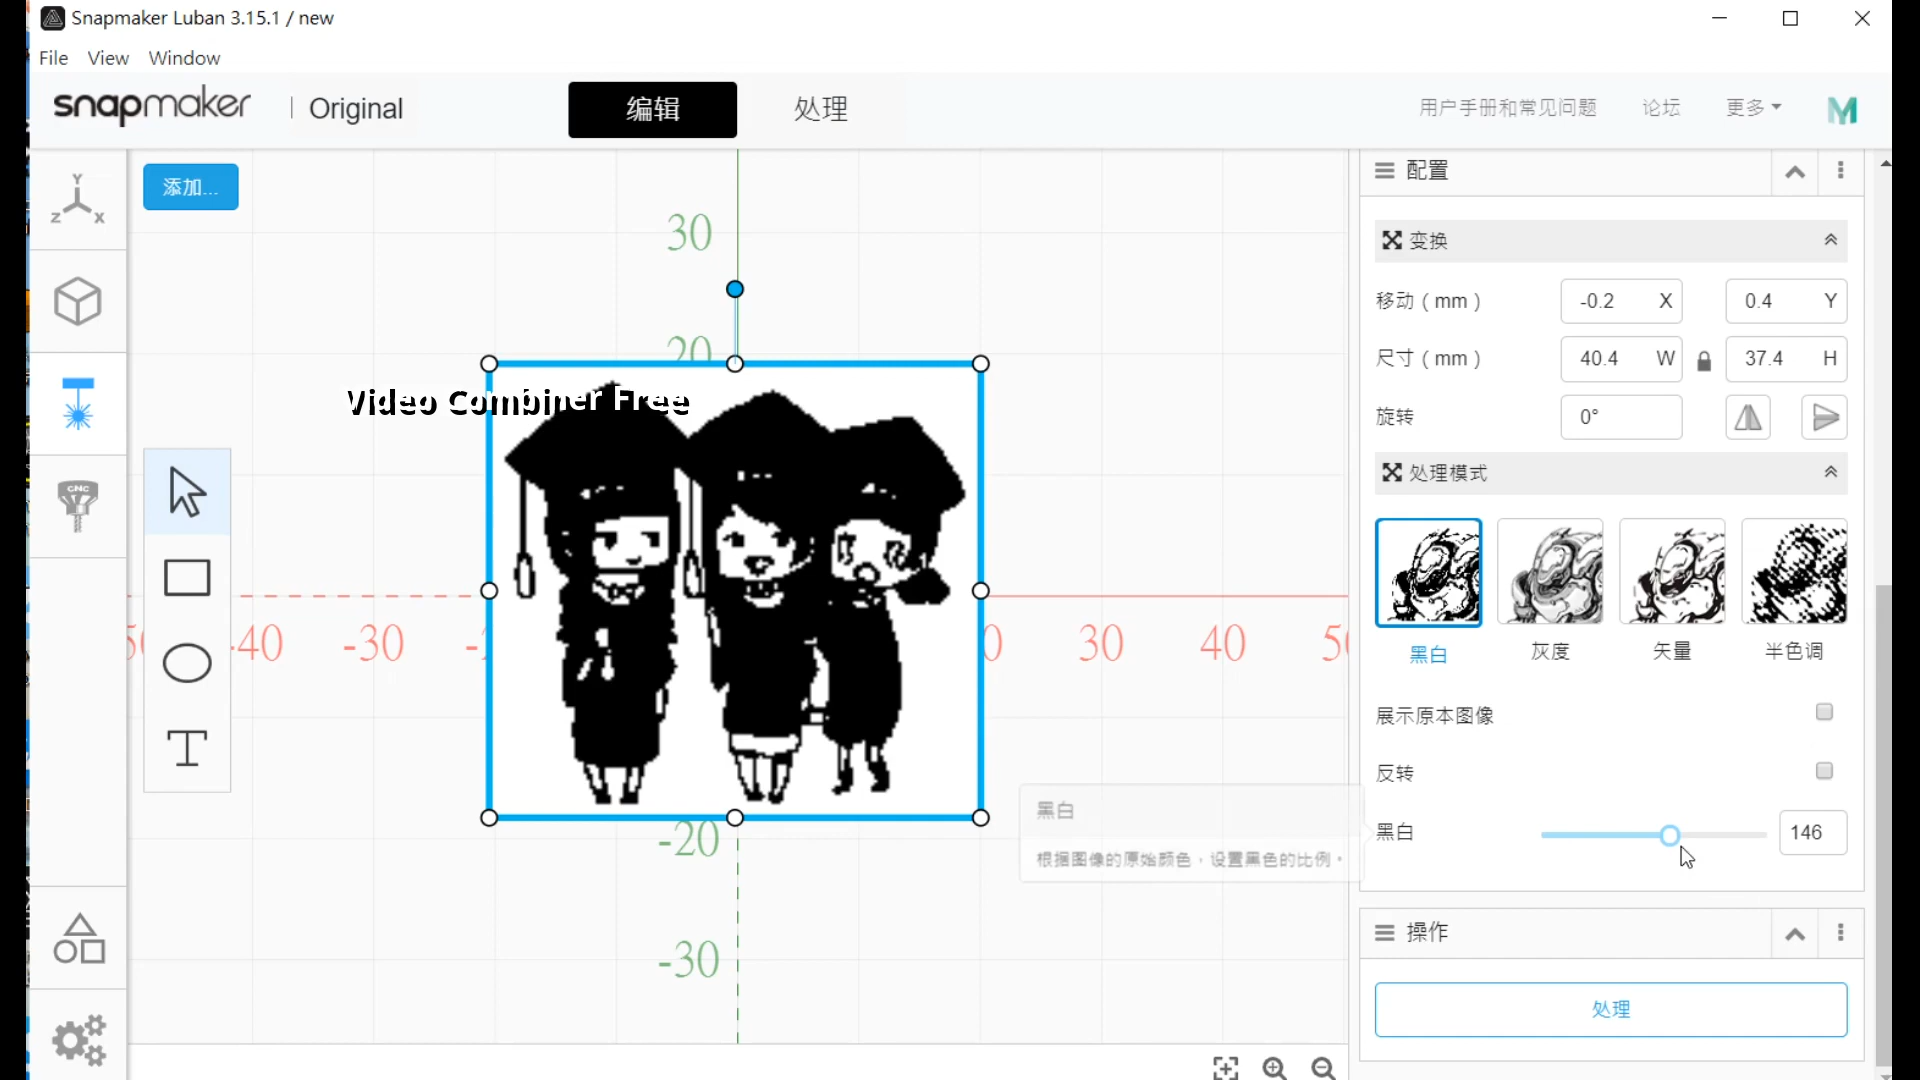 Snapmaker Luban 3.15.1 / new
File View Window
snapmaker | Original
编辑
处理
用户手册和常见问题
论坛
更多
添加...
CNC
Y
Z
X
30
20
-40
-30
30
40
-20
-30
Video Combiner Free
配置
变换
移动（mm）
-0.2 X
0.4 Y
尺寸（mm）
40.4 W
37.4 H
旋转
0°
处理模式
黑白
灰度
矢量
半色调
展示原本图像
反转
黑白
146
黑白
根据图像的原始颜色，设置黑色的比例。
操作
处理